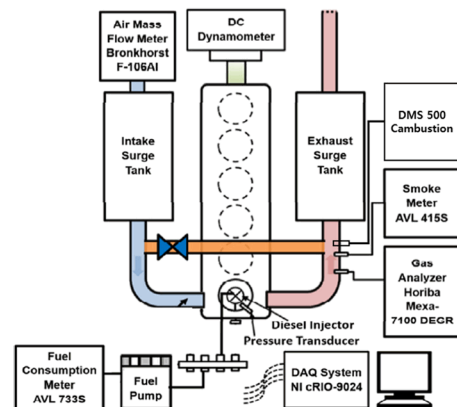 Air Mass
Flow Meter
Bronkhorst
F-106AI
DC
Dynamometer
Intake
Surge
Tank
Exhaust
Surge
Tank
DMS 500
Cambustion
Smoke
Meter
AVL 415S
Gas
Analyzer
Horiba
Mexa-
7100 DEGR
Diesel Injector
Pressure Transducer
Fuel
Consumption
Meter
AVL 733S
Fuel
Pump
DAQ System
NI cRIO-9024